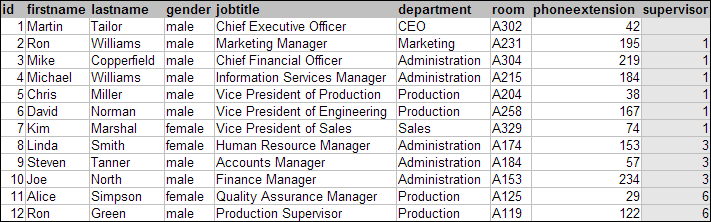 id firstname lastname gender jobtitle department room phoneextension supervisor
1 Martin Tailor male Chief Executive Officer CEO A302 42
2 Ron Williams male Marketing Manager Marketing A231 195 1
3 Mike Copperfield male Chief Financial Officer Administration A304 219 1
4 Michael Williams male Information Services Manager Administration A215 184 1
5 Chris Miller male Vice President of Production Production A204 38 1
6 David Norman male Vice President of Engineering Production A258 167 1
7 Kim Marshal female Vice President of Sales Sales A329 74 1
8 Linda Smith female Human Resource Manager Administration A174 153 3
9 Steven Tanner male Accounts Manager Administration A184 57 3
10 Joe North male Finance Manager Administration A153 234 3
11 Alice Simpson female Quality Assurance Manager Production A125 29 6
12 Ron Green male Production Supervisor Production A119 122 6